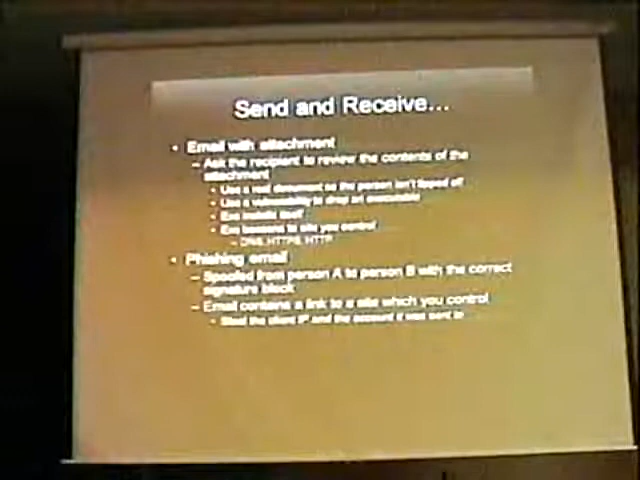 Send and Receive...
• Email with attachment
– Ask the recipient to review the contents of the
attachment
• Use a real document so the person isn't tipped off
• Use a vulnerability to drop an executable
• Exe installs itself
• Exe beacons to site you control
– DNS, HTTPS, HTTP
• Phishing email
– Spoofed from person A to person B with the correct
signature block
– Email contains a link to a site which you control
• Steal the client IP and the account it was sent to